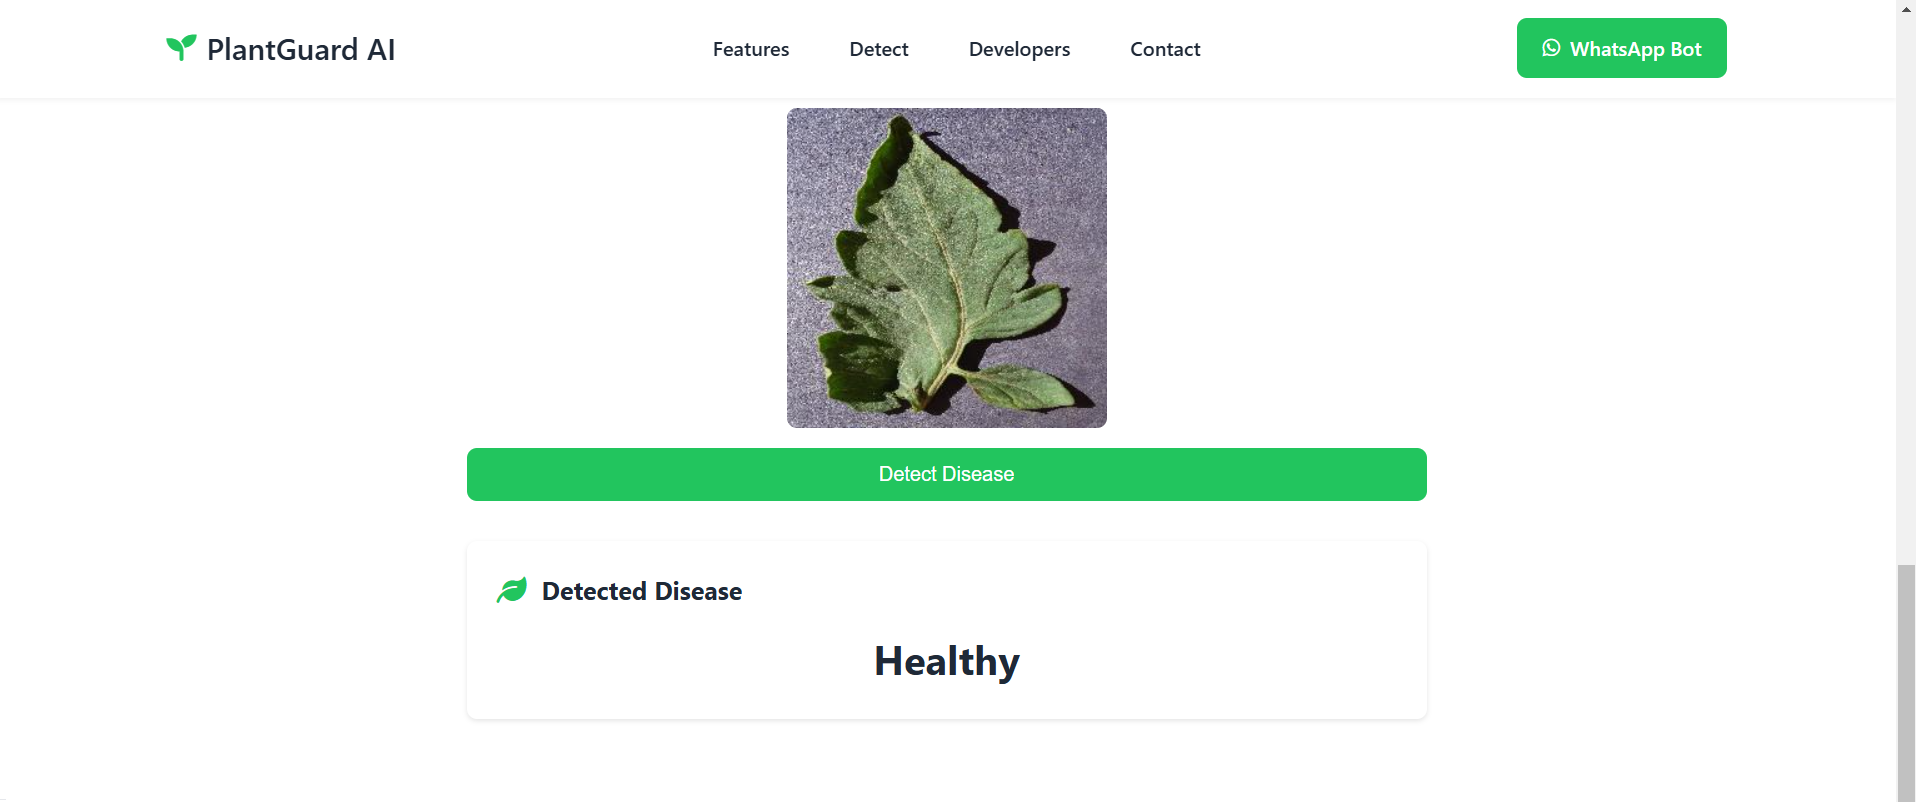 PlantGuard AI
Features
Detect
Developers
Contact
WhatsApp Bot
Detect Disease
Detected Disease
Healthy